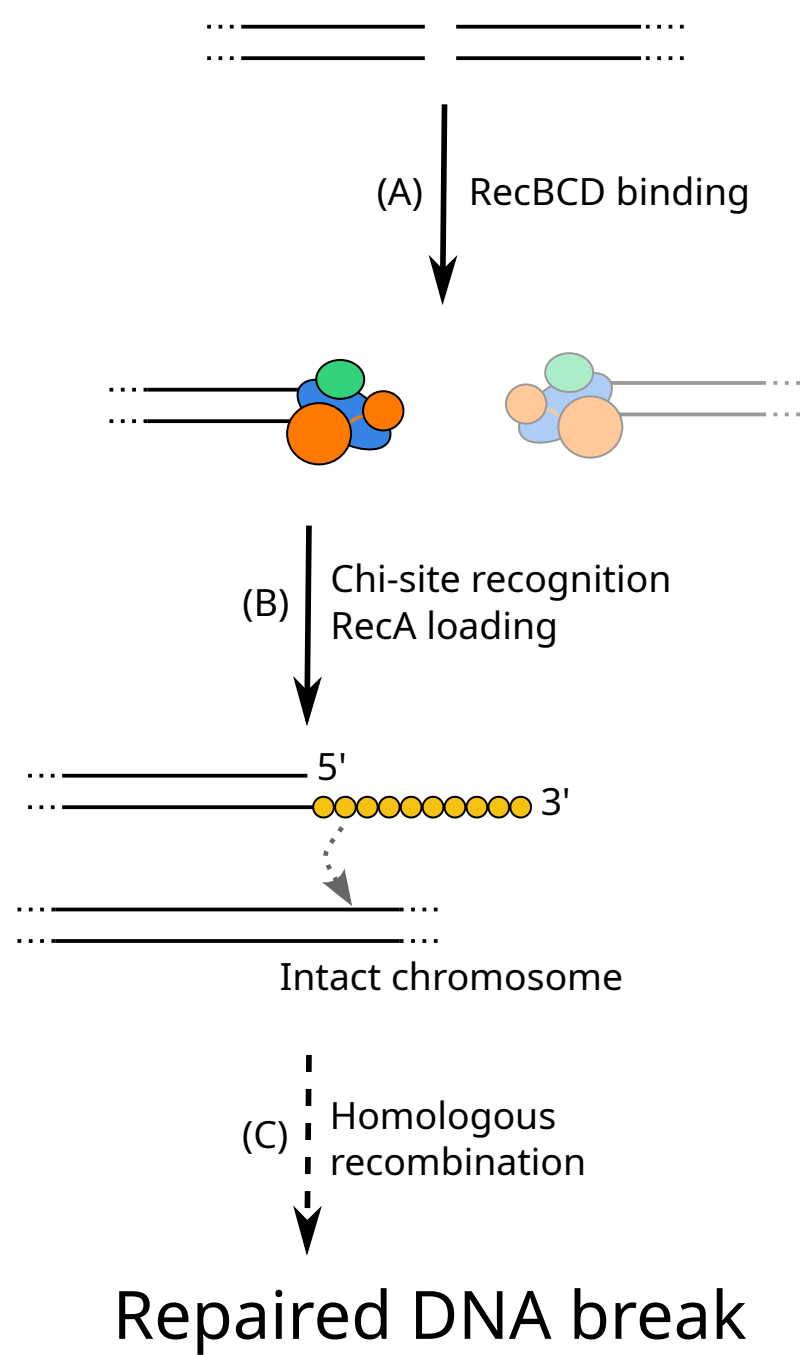 (A) RecBCD binding
(B) Chi-site recognition
RecA loading
5'
3'
Intact chromosome
(C) Homologous
recombination
Repaired DNA break